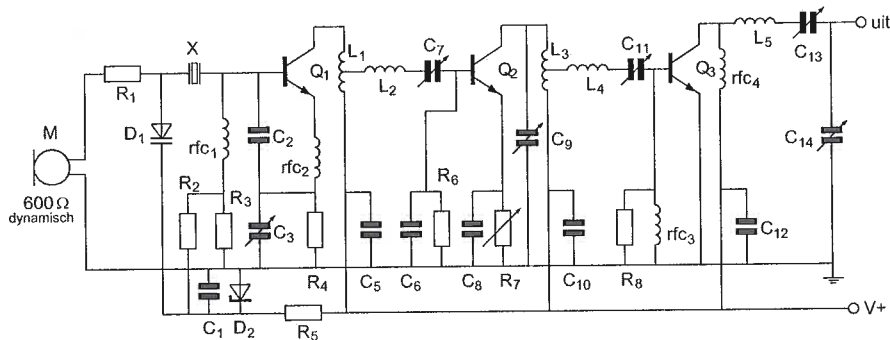 X
R1
M
600 Ω
dynamisch
D1
rfc1
C2
rfc2
Q1
L1
L2
C7
Q2
L3
L4
C11
Q3
rfc4
L5
C13
uit
C9
C14
R2
R3
C3
R4
C5
C6
R6
C8
R7
C10
R8
rfc3
C12
C1
D2
R5
V+